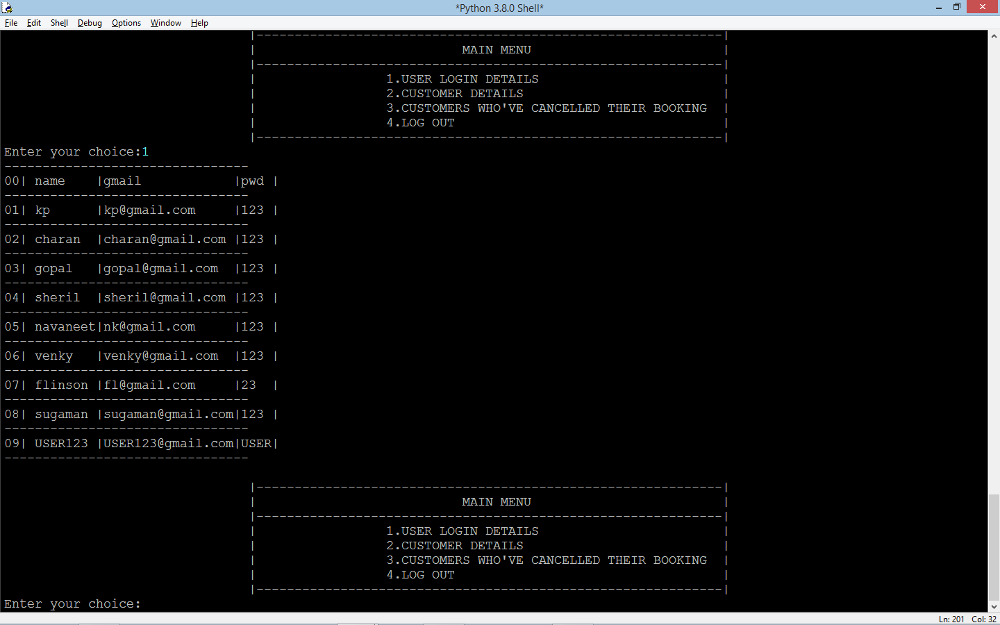 *Python 3.8.0 Shell*
File Edit Shell Debug Options Window Help
|-------------------------------------------------------------|
| MAIN MENU |
|-------------------------------------------------------------|
| 1.USER LOGIN DETAILS |
| 2.CUSTOMER DETAILS |
| 3.CUSTOMERS WHO'VE CANCELLED THEIR BOOKING |
| 4.LOG OUT |
|-------------------------------------------------------------|
Enter your choice:1
--------------------------------
00| name    |gmail            |pwd |
--------------------------------
01| kp      |kp@gmail.com     |123 |
--------------------------------
02| charan  |charan@gmail.com |123 |
--------------------------------
03| gopal   |gopal@gmail.com  |123 |
--------------------------------
04| sheril  |sheril@gmail.com |123 |
--------------------------------
05| navaneet|nk@gmail.com     |123 |
--------------------------------
06| venky   |venky@gmail.com  |123 |
--------------------------------
07| flinson |fl@gmail.com     |23  |
--------------------------------
08| sugaman |sugaman@gmail.com|123 |
--------------------------------
09| USER123 |USER123@gmail.com|USER|
--------------------------------
|-------------------------------------------------------------|
| MAIN MENU |
|-------------------------------------------------------------|
| 1.USER LOGIN DETAILS |
| 2.CUSTOMER DETAILS |
| 3.CUSTOMERS WHO'VE CANCELLED THEIR BOOKING |
| 4.LOG OUT |
|-------------------------------------------------------------|
Enter your choice:
Ln: 201 Col: 32